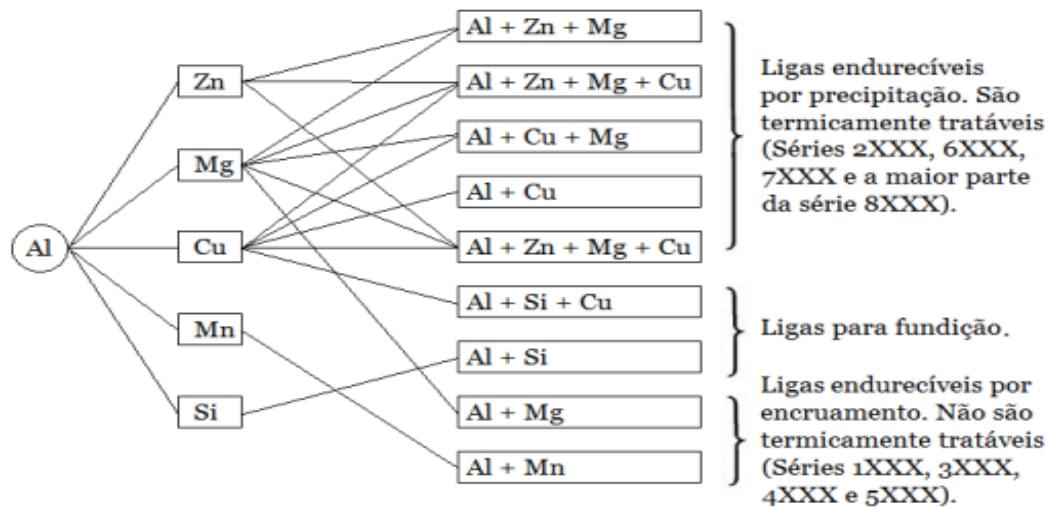 Al
Zn
Mg
Cu
Mn
Si
Al + Zn + Mg
Al + Zn + Mg + Cu
Al + Cu + Mg
Al + Cu
Al + Zn + Mg + Cu
Al + Si + Cu
Al + Si
Al + Mg
Al + Mn
Ligas endurecíveis
por precipitação. São
termicamente tratáveis
(Séries 2XXX, 6XXX,
7XXX e a maior parte
da série 8XXX).
Ligas para fundição.
Ligas endurecíveis por
encruamento. Não são
termicamente tratáveis
(Séries 1XXX, 3XXX,
4XXX e 5XXX).